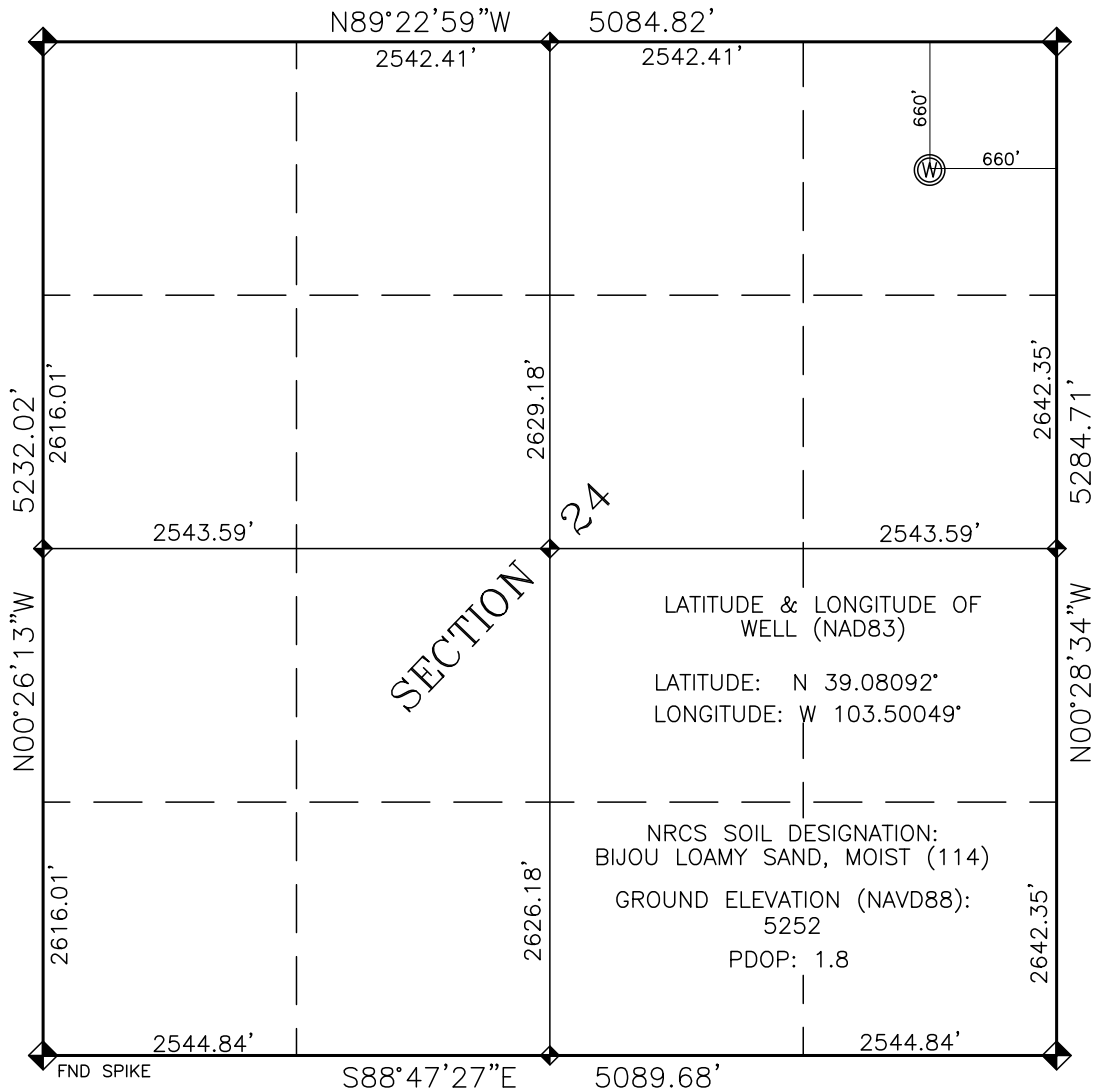 N89°22'59"W 5084.82'
2542.41' 2542.41'
660'
W
660'
5232.02'
2616.01'
2629.18'
2642.35'
5284.71'
SECTION 24
2543.59' 2543.59'
N00°26'13"W
N00°28'34"W
LATITUDE & LONGITUDE OF
WELL (NAD83)
LATITUDE: N 39.08092°
LONGITUDE: W 103.50049°
NRCS SOIL DESIGNATION:
BIJOU LOAMY SAND, MOIST (114)
GROUND ELEVATION (NAVD88):
5252
PDOP: 1.8
2616.01'
2626.18'
2642.35'
2544.84' 2544.84'
FND SPIKE
S88°47'27"E 5089.68'